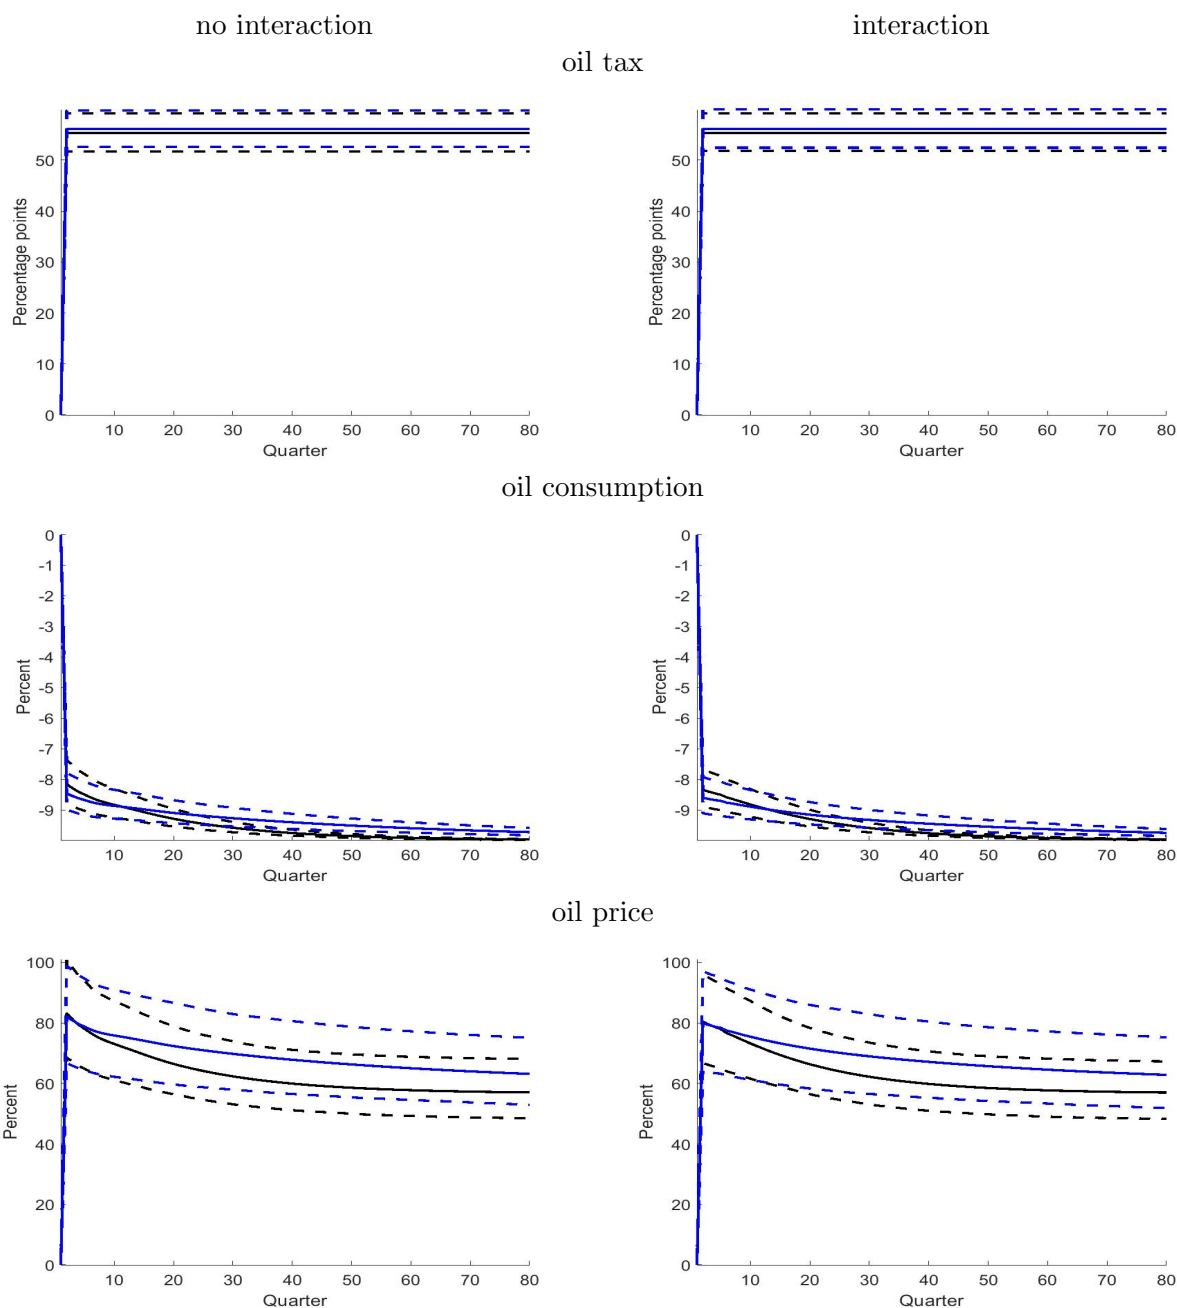 no interaction interaction
oil tax
50 50
40 40
30 30
20 20
10 10
0 0
Percentage points Percentage points
10 20 30 40 50 60 70 80 10 20 30 40 50 60 70 80
Quarter Quarter
oil consumption
0 0
-1 -1
-2 -2
-3 -3
-4 -4
-5 -5
-6 -6
-7 -7
-8 -8
-9 -9
Percent Percent
10 20 30 40 50 60 70 80 10 20 30 40 50 60 70 80
Quarter Quarter
oil price
100 100
80 80
60 60
40 40
20 20
0 0
Percent Percent
10 20 30 40 50 60 70 80 10 20 30 40 50 60 70 80
Quarter Quarter